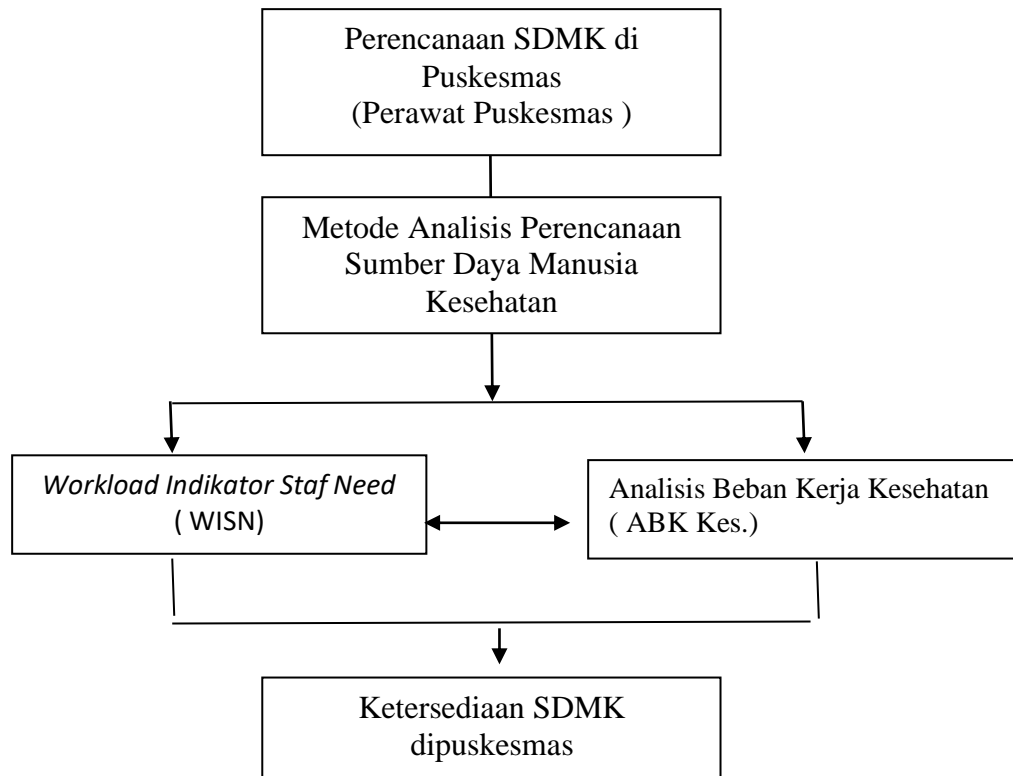 Perencanaan SDMK di
Puskesmas
(Perawat Puskesmas )
Metode Analisis Perencanaan
Sumber Daya Manusia
Kesehatan
Workload Indikator Staf Need
( WISN)
Analisis Beban Kerja Kesehatan
( ABK Kes.)
Ketersediaan SDMK
dipuskesmas